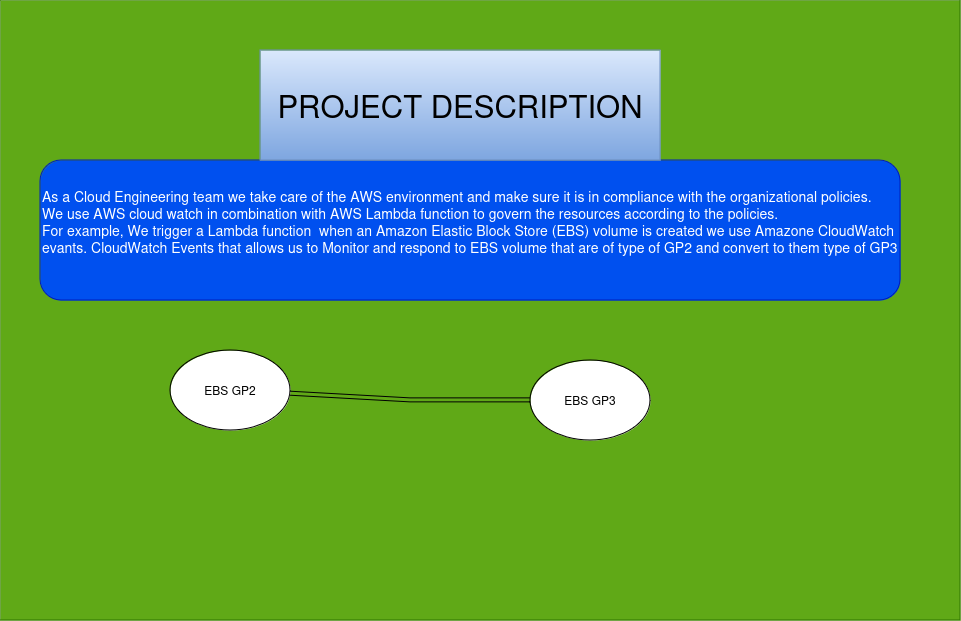 PROJECT DESCRIPTION
As a Cloud Engineering team we take care of the AWS environment and make sure it is in compliance with the organizational policies.
We use AWS cloud watch in combination with AWS Lambda function to govern the resources according to the policies.
For example, We trigger a Lambda function  when an Amazon Elastic Block Store (EBS) volume is created we use Amazone CloudWatch
evants. CloudWatch Events that allows us to Monitor and respond to EBS volume that are of type of GP2 and convert to them type of GP3
EBS GP2
EBS GP3